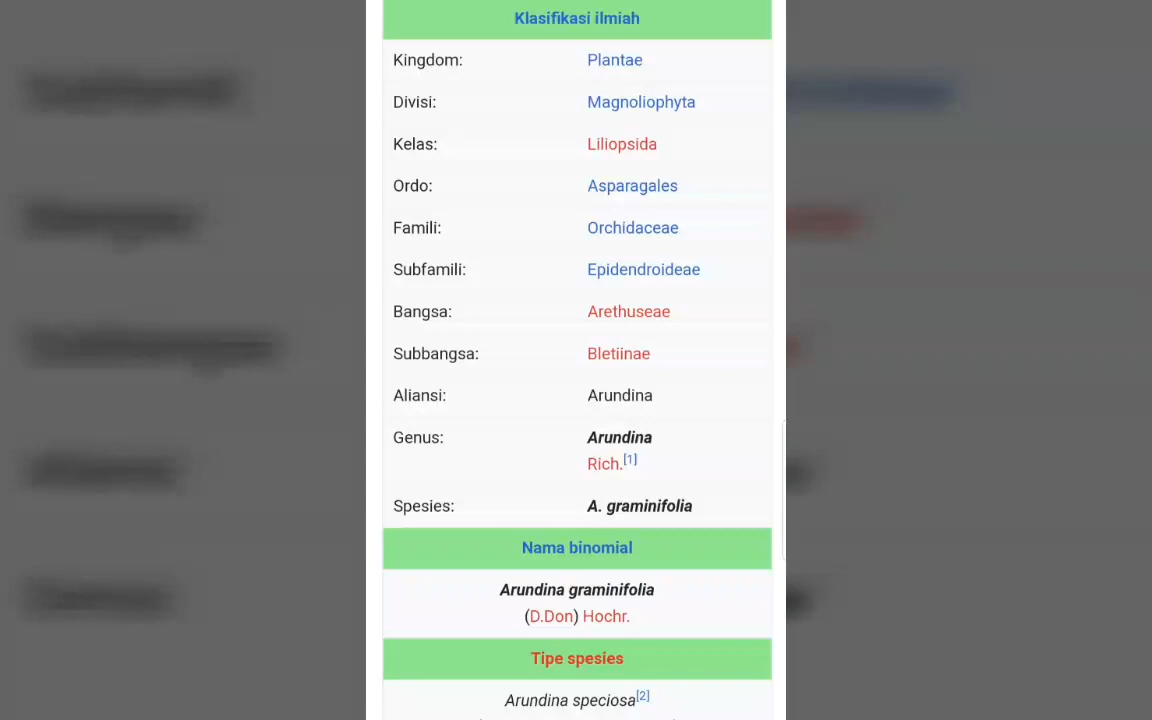 Klasifikasi ilmiah
Kingdom: Plantae
Divisi: Magnoliophyta
Kelas: Liliopsida
Ordo: Asparagales
Famili: Orchidaceae
Subfamili: Epidendroideae
Bangsa: Arethuseae
Subbangsa: Bletiinae
Aliansi: Arundina
Genus: Arundina
Rich.[1]
Spesies: A. graminifolia
Nama binomial
Arundina graminifolia
(D.Don) Hochr.
Tipe spesies
Arundina speciosa[2]